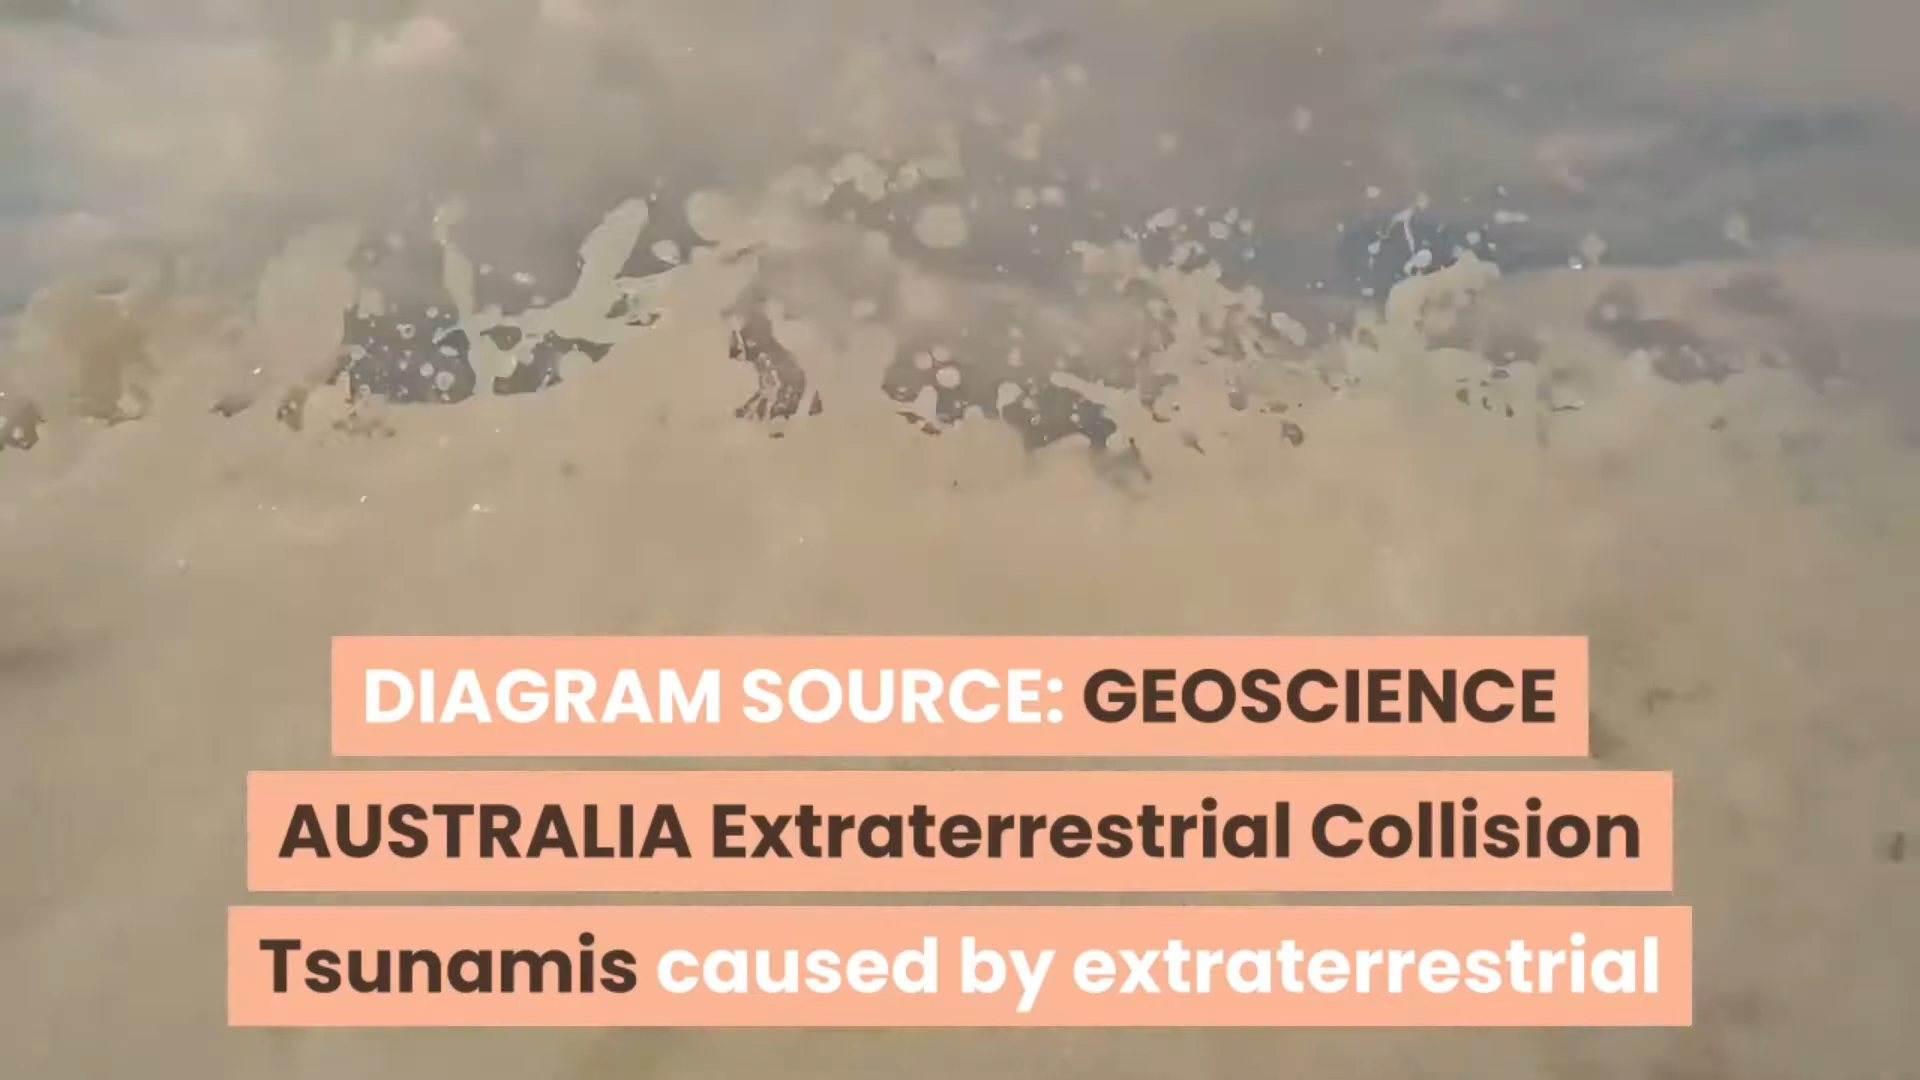 DIAGRAM SOURCE: GEOSCIENCE
AUSTRALIA Extraterrestrial Collision
Tsunamis caused by extraterrestrial